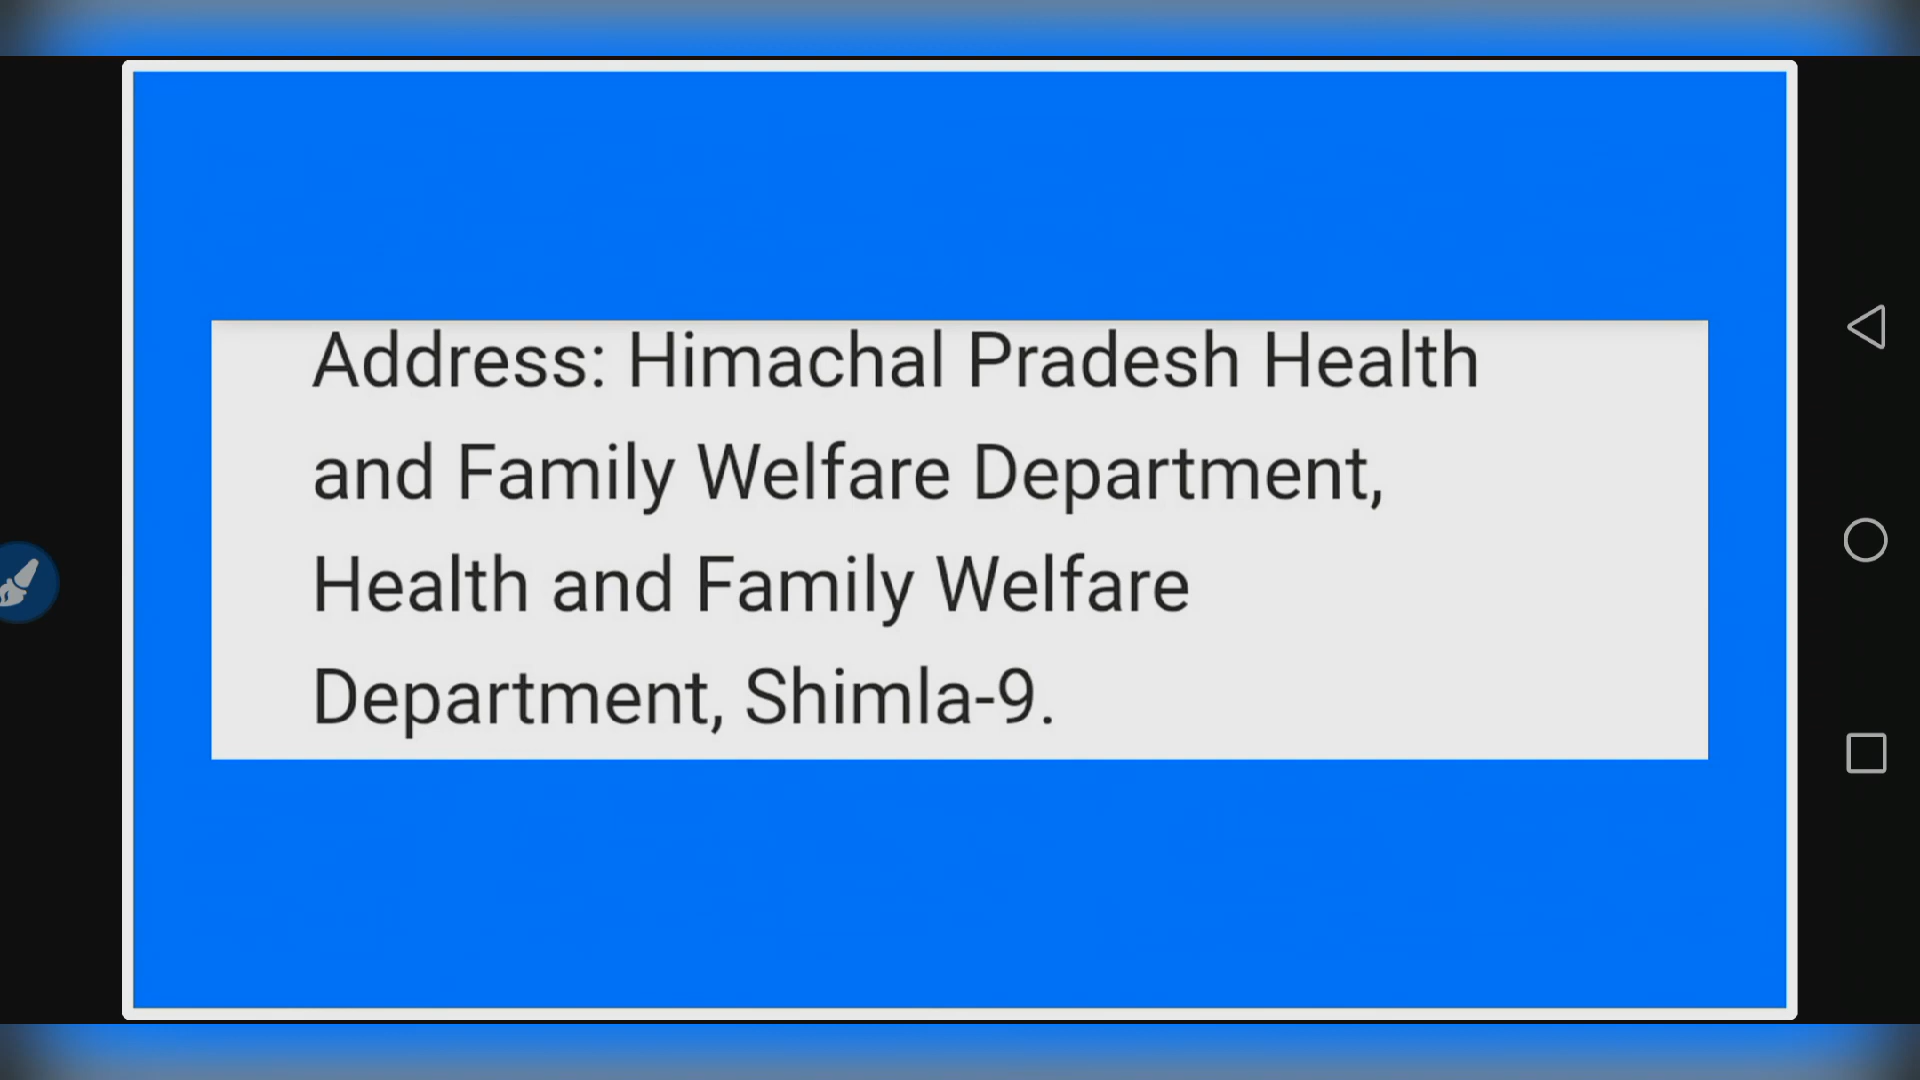 Address: Himachal Pradesh Health
and Family Welfare Department,
Health and Family Welfare
Department, Shimla-9.